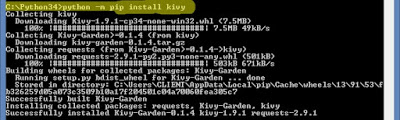 C:\Python34>python -m pip install kivy
Collecting kivy
Downloading Kivy-1.9.1-cp34-none-win32.whl (7.5MB)
100% |################################| 7.5MB 49kB/s
Collecting Kivy-Garden>=0.1.4 (from kivy)
Downloading kivy-garden-0.1.4.tar.gz
Collecting requests (from Kivy-Garden>=0.1.4->kivy)
Downloading requests-2.9.1-py2.py3-none-any.whl (501kB)
100% |################################| 503kB 671kB/s
Building wheels for collected packages: Kivy-Garden
Running setup.py bdist_wheel for Kivy-Garden ... done
Stored in directory: C:\Users\CLIENT\AppData\Local\pip\Cache\wheels\13\91\53\f
Successfully built Kivy-Garden
Installing collected packages: requests, Kivy-Garden, kivy
Successfully installed Kivy-Garden-0.1.4 kivy-1.9.1 requests-2.9.1